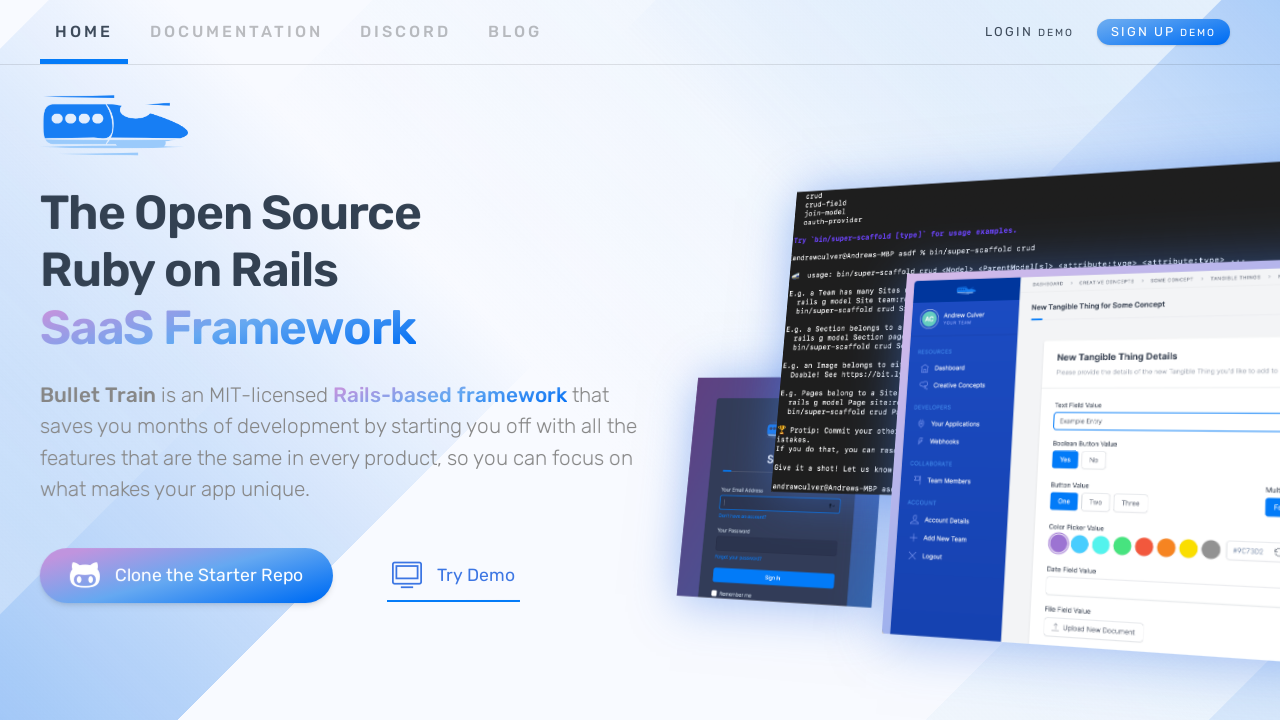 HOME
DOCUMENTATION
DISCORD
BLOG
LOGIN DEMO
SIGN UP DEMO
The Open Source
Ruby on Rails
SaaS Framework
Bullet Train is an MIT-licensed Rails-based framework that
saves you months of development by starting you off with all the
features that are the same in every product, so you can focus on
what makes your app unique.
Clone the Starter Repo
Try Demo
crud
crud-field
join-model
oauth-provider
Try `bin/super-scaffold [type]` for usage examples.
andrewculver@Andrews-MBP asdf % bin/super-scaffold crud
usage: bin/super-scaffold crud <Model> <ParentModel[s]> <attribute:type> <attribute:type> ...
E.g. a Team has many Sites
rails g model Site team:re
bin/super-scaffold crud S
E.g. a Section belongs to a
rails g model Section page
bin/super-scaffold crud Se
E.g. an Image belongs to ei
Doable! See https://bit.l
E.g. Pages belong to a Site
rails g model Page site:re
bin/super-scaffold crud Pa
Protip: Commit your othe
istakes.
If you do that, you can res
Give it a shot! Let us know
andrewculver@Andrews-MBP asd
Your Email Address
Your Password
Forgot your password?
Sign In
Remember me
AC
Andrew Culver
YOUR TEAM
RESOURCES
Dashboard
Creative Concepts
DEVELOPERS
Your Applications
Webhooks
COLLABORATE
Team Members
ACCOUNT
Account Details
Add New Team
Logout
DASHBOARD
CREATIVE CONCEPTS
SOME CONCEPT
TANGIBLE THINGS
New Tangible Thing for Some Concept
New Tangible Thing Details
Please provide the details of the new Tangible Thing you'd like to add to
Text Field Value
Example Entry
Boolean Button Value
Yes
No
Button Value
One
Two
Three
Mult
Color Picker Value
#9C73D2
Date Field Value
File Field Value
Upload New Document